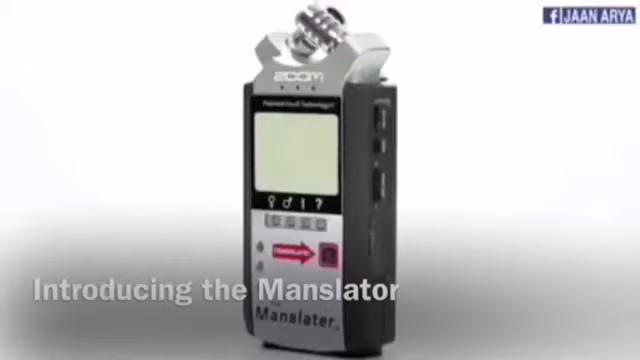 f JAAN ARYA
ZOOM
♀ ♂ ! ?
TRANSLATE
Introducing the Manslator
Manslater